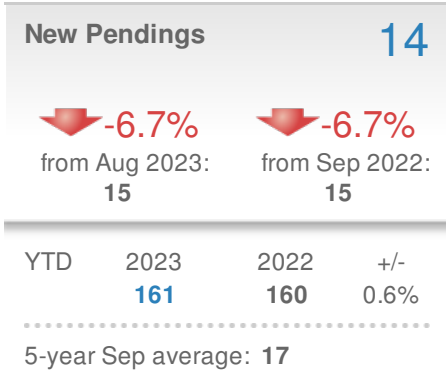 New Pendings 14
-6.7% -6.7%
from Aug 2023: from Sep 2022:
15 15
YTD 2023 2022 +/-
161 160 0.6%
5-year Sep average: 17